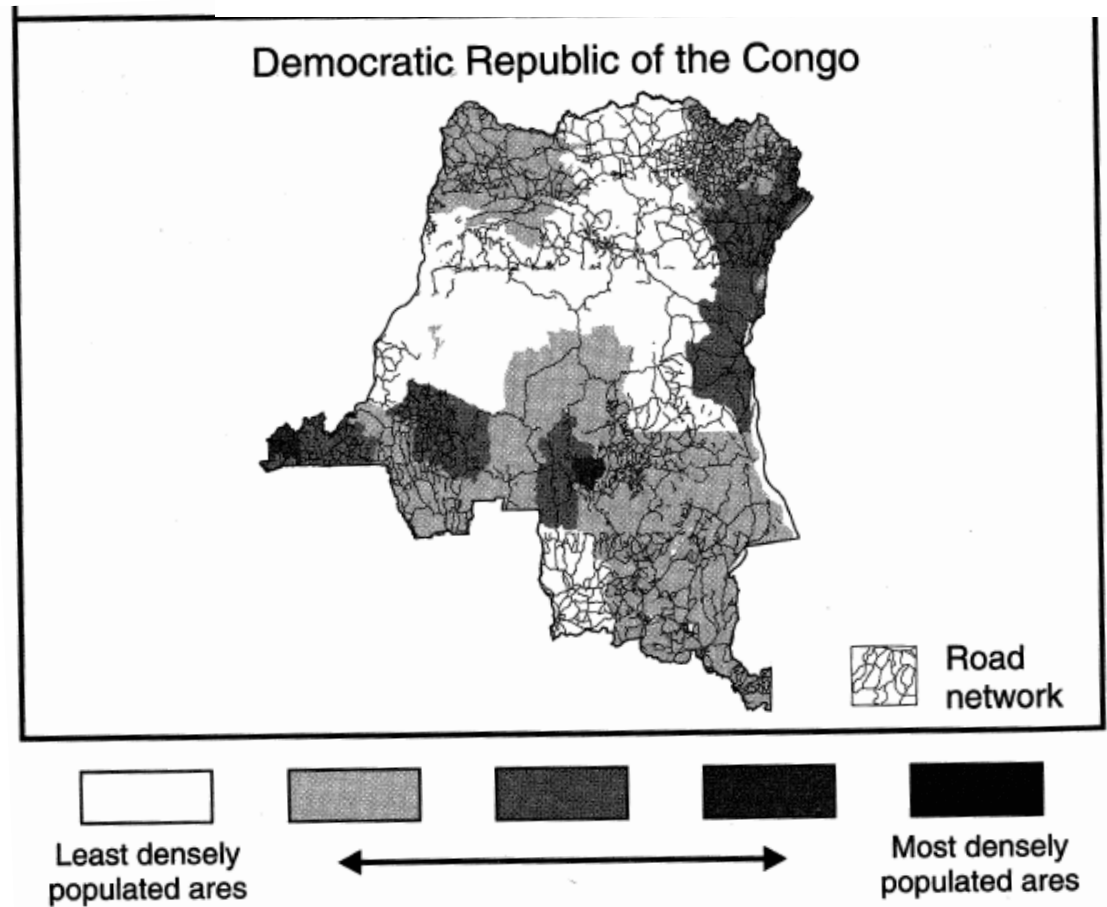 Democratic Republic of the Congo
Road
network
Least densely
populated ares
Most densely
populated ares